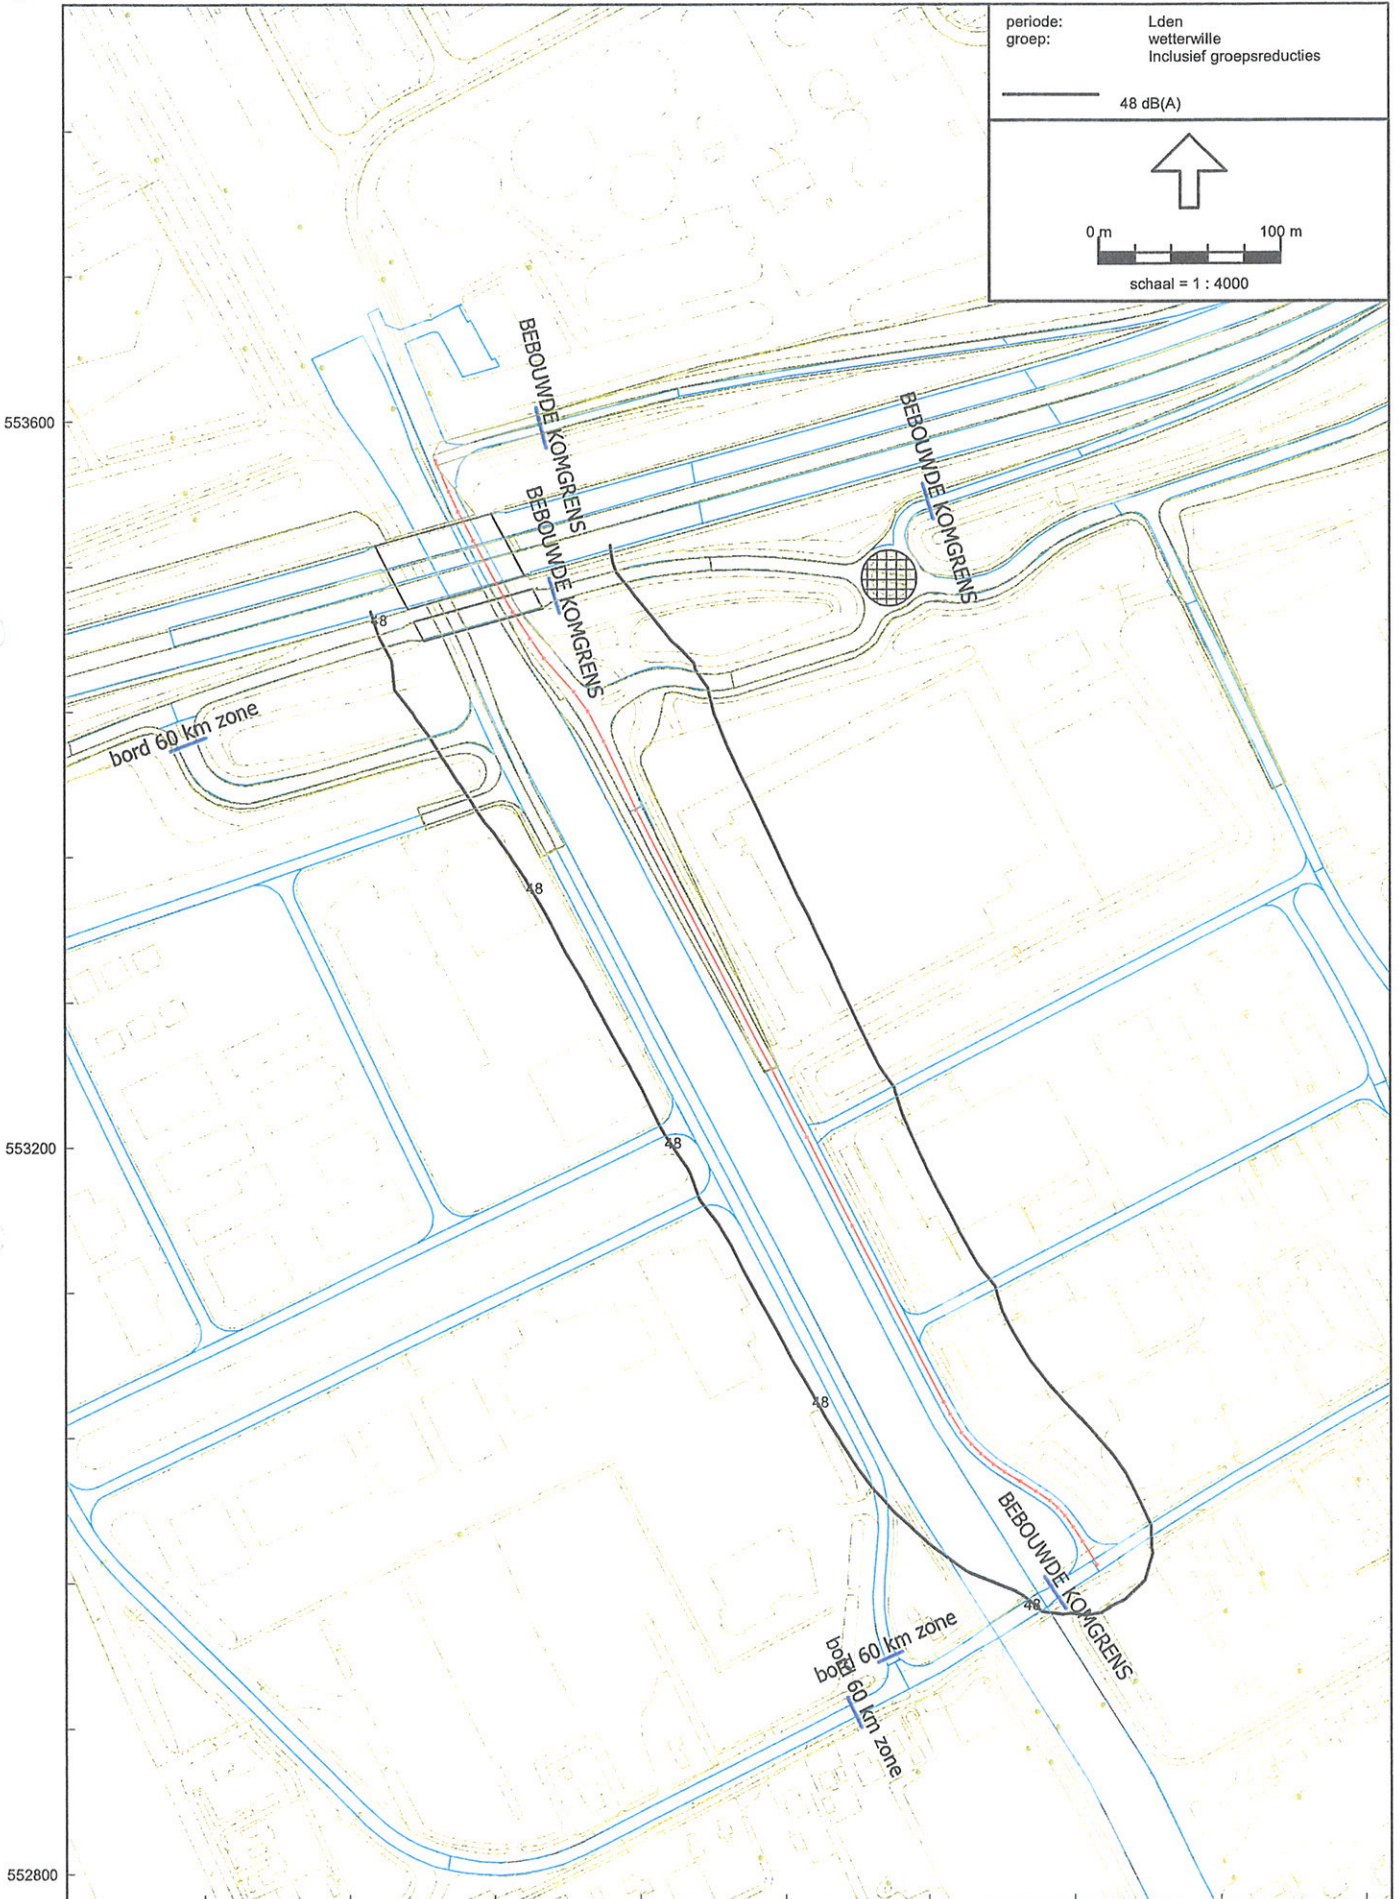 periode: Lden
groep: wetterwille
Inclusief groepsreducties
48 dB(A)
0 m 100 m
schaal = 1 : 4000
BEBOUWDE KOMGRENS
BEBOUWDE KOMGRENS
553600
BEBOUWDE KOMGRENS
48
bord 60 km zone
48
553200
48
48
BEBOUWDE KOMGRENS
48
bord 60 km zone
bord 60 km zone
552800